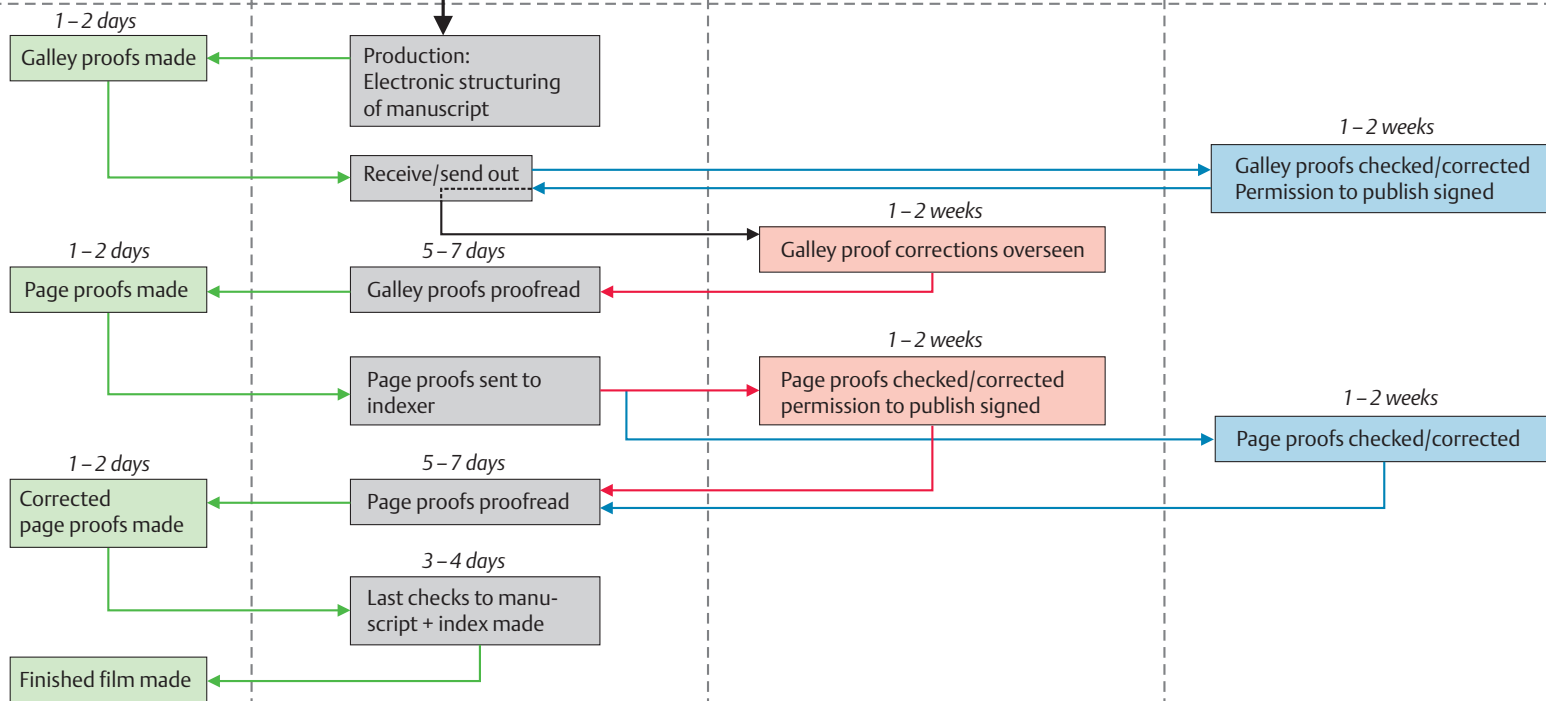 1 – 2 days
Galley proofs made
Production:
Electronic structuring
of manuscript
1 – 2 weeks
Receive/send out
Galley proofs checked/corrected
Permission to publish signed
1 – 2 weeks
Galley proof corrections overseen
1 – 2 days
5 – 7 days
Page proofs made
Galley proofs proofread
1 – 2 weeks
Page proofs sent to
indexer
Page proofs checked/corrected
permission to publish signed
1 – 2 weeks
Page proofs checked/corrected
1 – 2 days
5 – 7 days
Corrected
page proofs made
Page proofs proofread
3 – 4 days
Last checks to manu-
script + index made
Finished film made